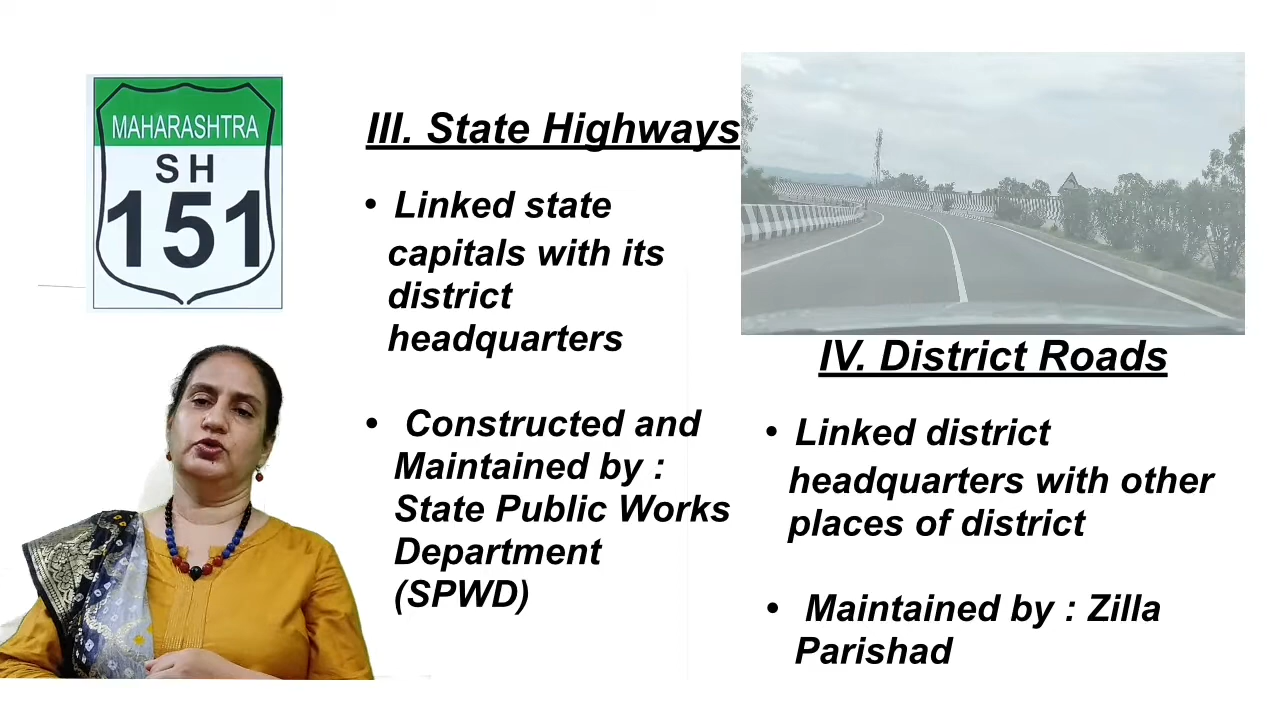 MAHARASHTRA
SH
151
III. State Highways
• Linked state
capitals with its
district
headquarters
• Constructed and
Maintained by :
State Public Works
Department
(SPWD)
IV. District Roads
• Linked district
headquarters with other
places of district
• Maintained by : Zilla
Parishad